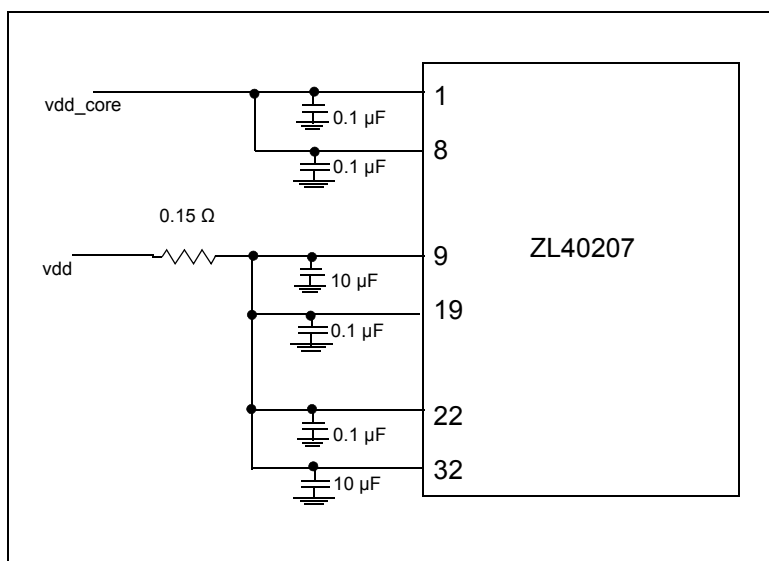 vdd_core
1
0.1 µF
8
0.1 µF
0.15 Ω
vdd
9
ZL40207
10 µF
19
0.1 µF
22
0.1 µF
32
10 µF